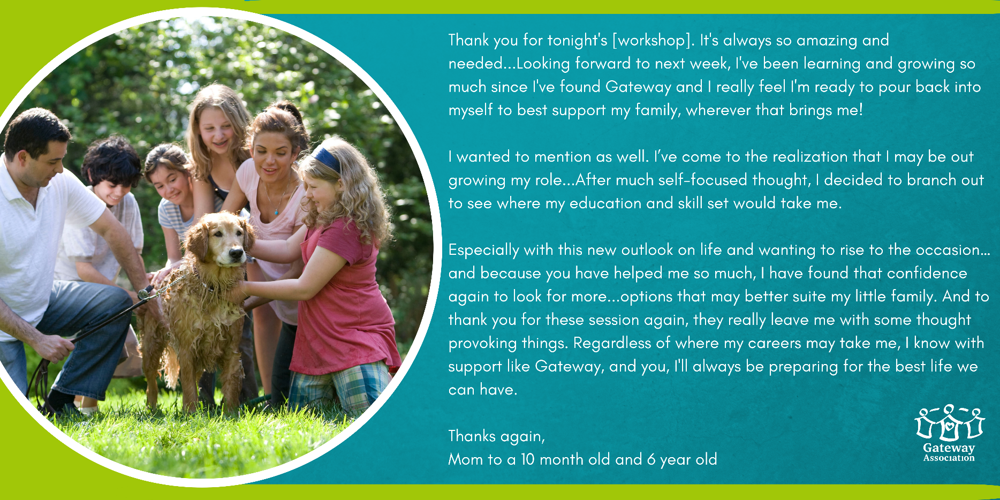 Thank you for tonight's [workshop]. It's always so amazing and
needed...Looking forward to next week, I've been learning and growing so
much since I've found Gateway and I really feel I'm ready to pour back into
myself to best support my family, wherever that brings me!
I wanted to mention as well. I’ve come to the realization that I may be out
growing my role...After much self-focused thought, I decided to branch out
to see where my education and skill set would take me.
Especially with this new outlook on life and wanting to rise to the occasion...
and because you have helped me so much, I have found that confidence
again to look for more...options that may better suite my little family. And to
thank you for these session again, they really leave me with some thought
provoking things. Regardless of where my careers may take me, I know with
support like Gateway, and you, I'll always be preparing for the best life we
can have.
Thanks again,
Mom to a 10 month old and 6 year old
Gateway
Association